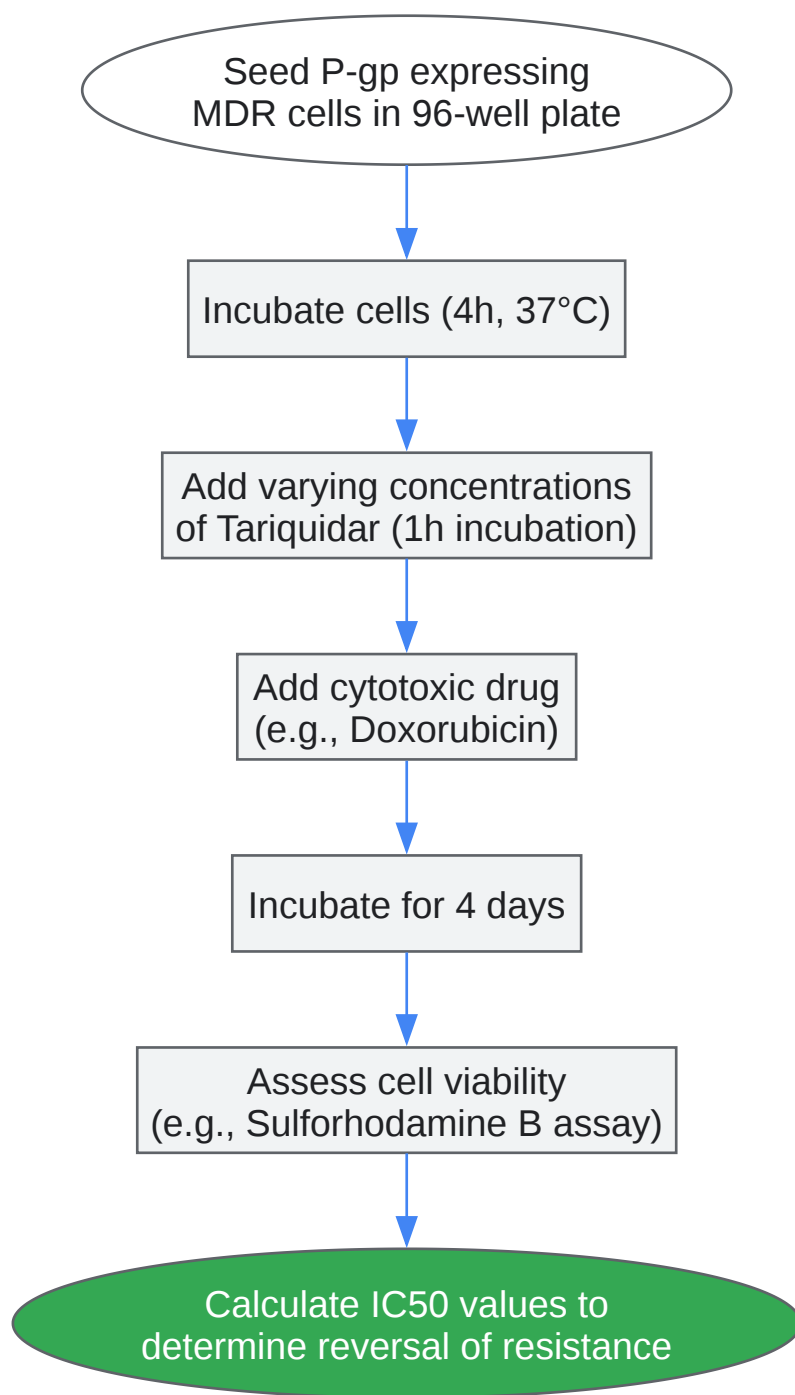 Seed P-gp expressing
MDR cells in 96-well plate
Incubate cells (4h, 37°C)
Add varying concentrations
of Tariquidar (1h incubation)
Add cytotoxic drug
(e.g., Doxorubicin)
Incubate for 4 days
Assess cell viability
(e.g., Sulforhodamine B assay)
Calculate IC50 values to
determine reversal of resistance